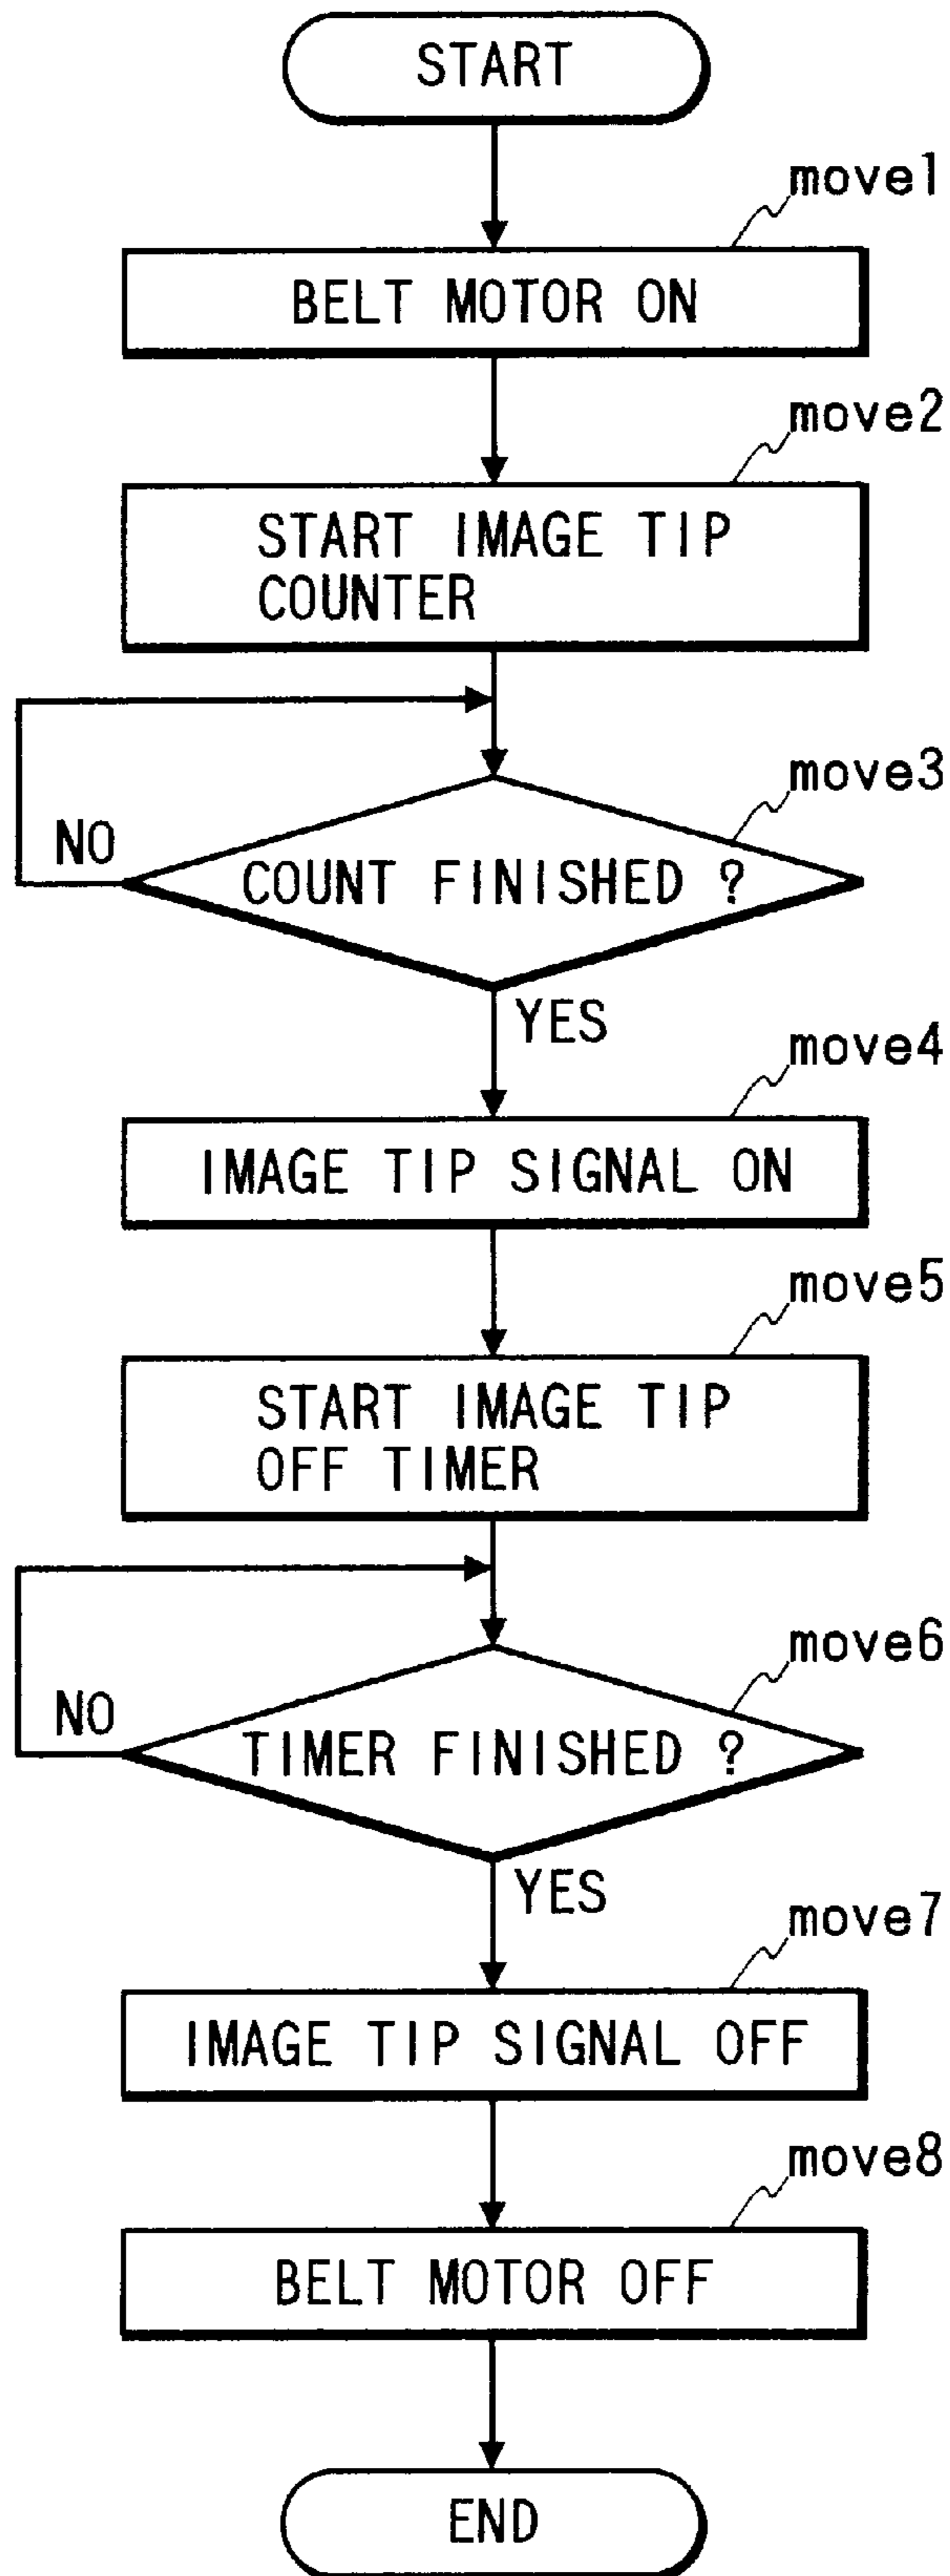 START
move1
BELT MOTOR ON
move2
START IMAGE TIP
COUNTER
move3
NO
COUNT FINISHED ?
YES
move4
IMAGE TIP SIGNAL ON
move5
START IMAGE TIP
OFF TIMER
move6
NO
TIMER FINISHED ?
YES
move7
IMAGE TIP SIGNAL OFF
move8
BELT MOTOR OFF
END